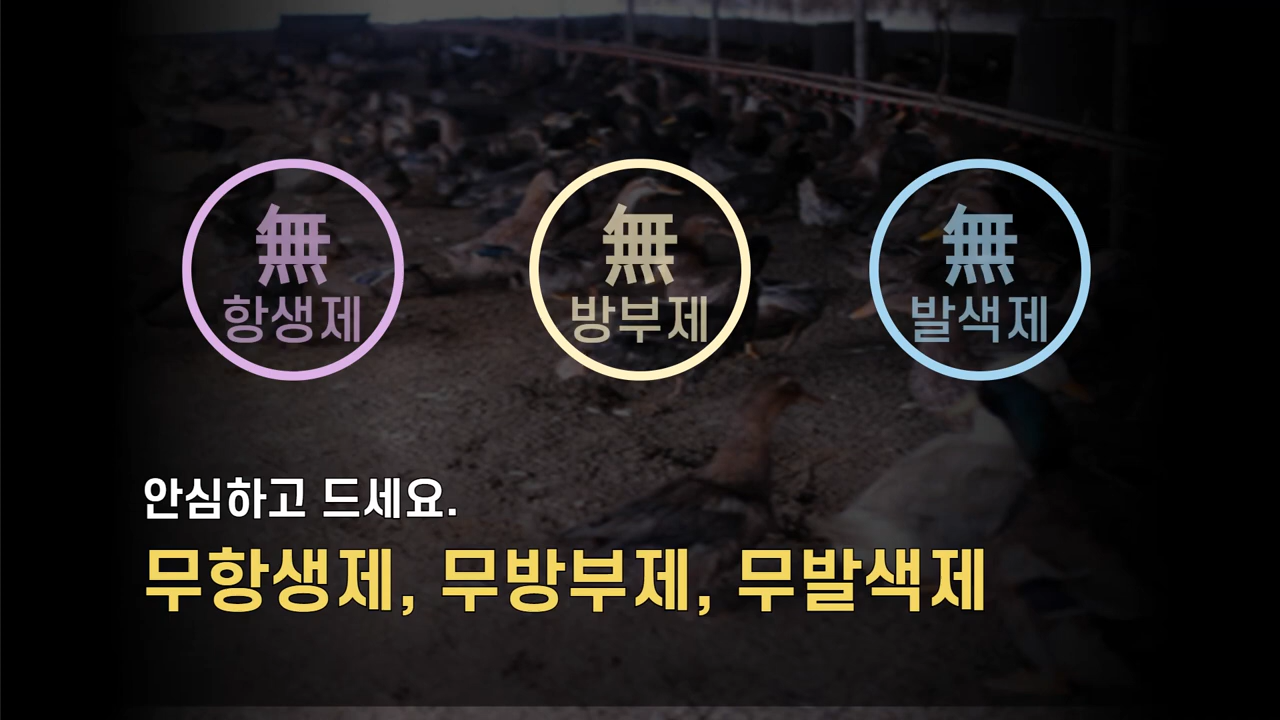 無
항생제
無
방부제
無
발색제
안심하고 드세요.
무항생제, 무방부제, 무발색제